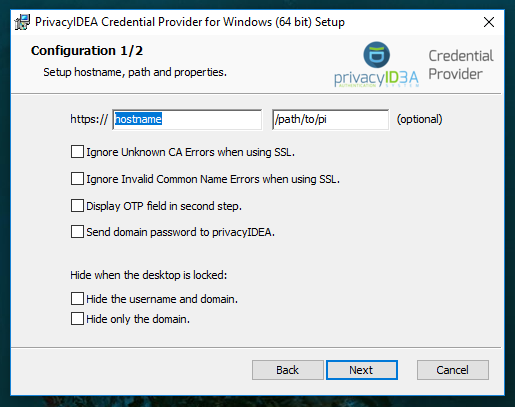 PrivacyIDEA Credential Provider for Windows (64 bit) Setup
Configuration 1/2
Setup hostname, path and properties.
privacyID3A
AUTHENTICATION SYSTEM
Credential
Provider
https:// hostname /path/to/pi (optional)
Ignore Unknown CA Errors when using SSL.
Ignore Invalid Common Name Errors when using SSL.
Display OTP field in second step.
Send domain password to privacyIDEA.
Hide when the desktop is locked:
Hide the username and domain.
Hide only the domain.
Back Next Cancel